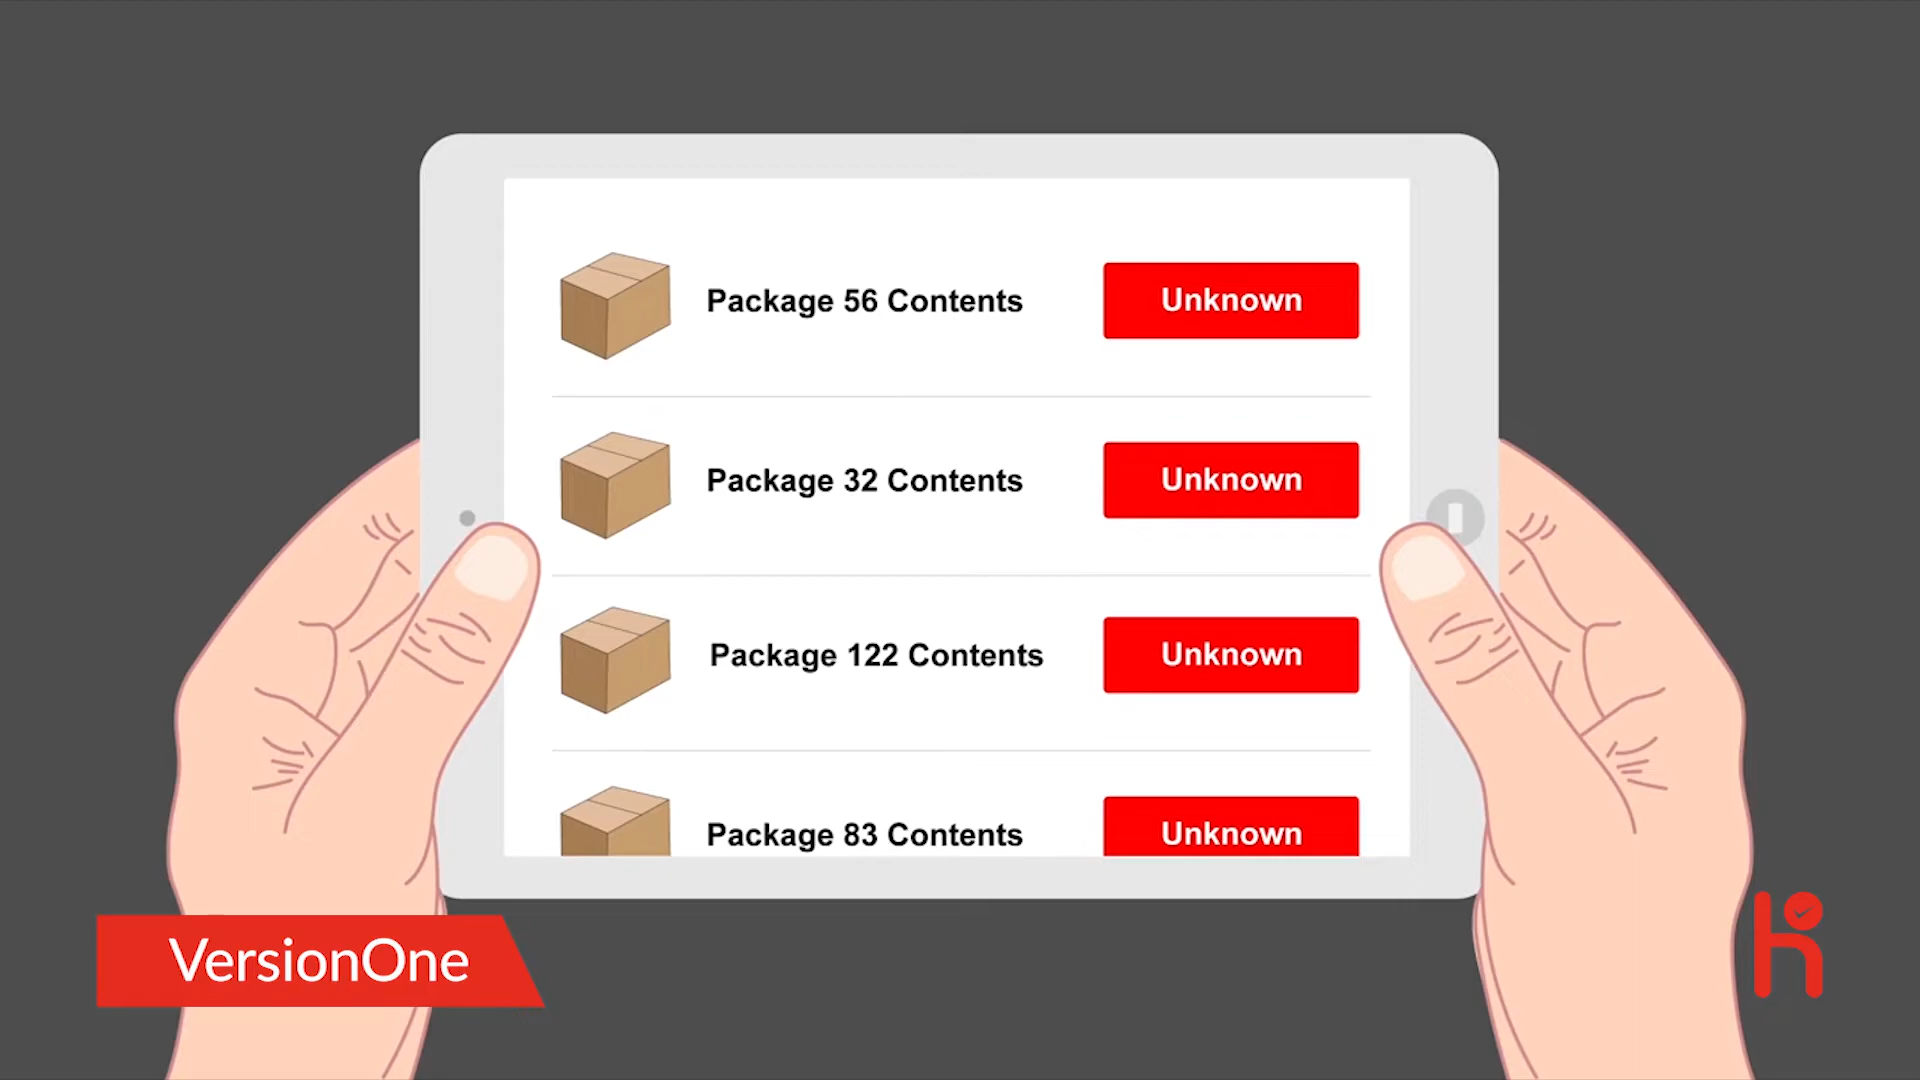 Package 56 Contents Unknown
Package 32 Contents Unknown
Package 122 Contents Unknown
Package 83 Contents Unknown
VersionOne